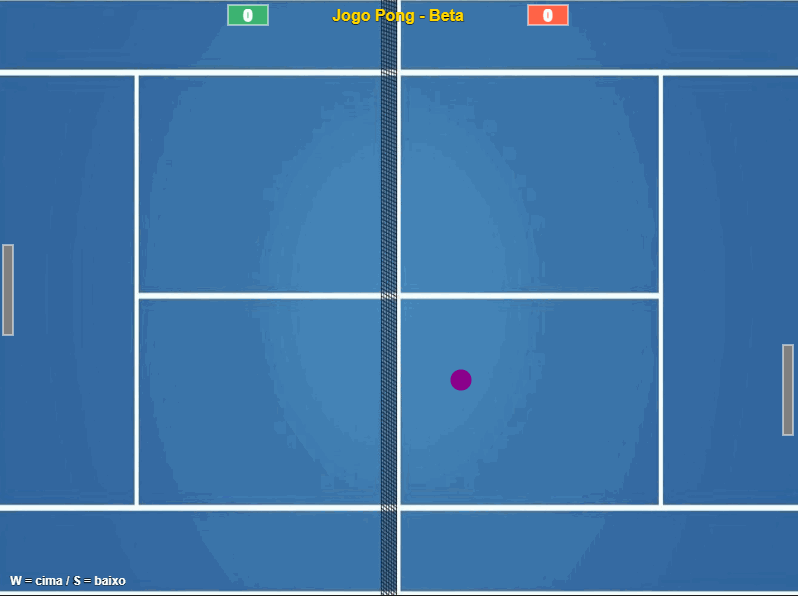 0
Jogo Pong - Beta
0
W = cima / S = baixo